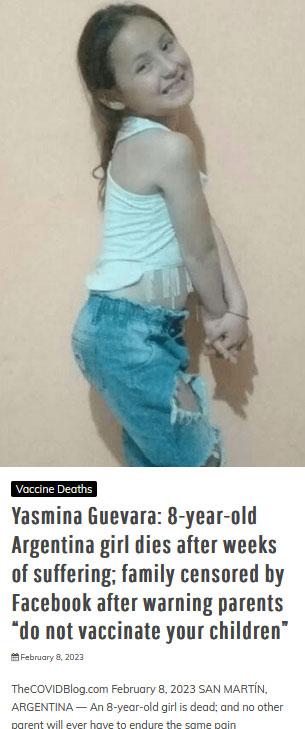 Vaccine Deaths
Yasmina Guevara: 8-year-old
Argentina girl dies after weeks
of suffering; family censored by
Facebook after warning parents
“do not vaccinate your children”
February 8, 2023
TheCOVIDBlog.com February 8, 2023 SAN MARTÍN,
ARGENTINA — An 8-year-old girl is dead; and no other
parent will ever have to endure the same pain